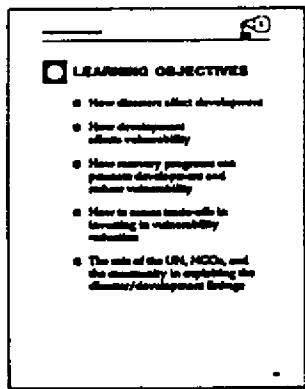 LEARNING OBJECTIVES
How disasters affect development
How development
affects vulnerability
How recovery programs can
promote development and
reduce vulnerability
How to assess trade-offs in
investing in vulnerability
reduction
The role of the UN, NGOs, and
the community in exploiting the
disaster/development linkage